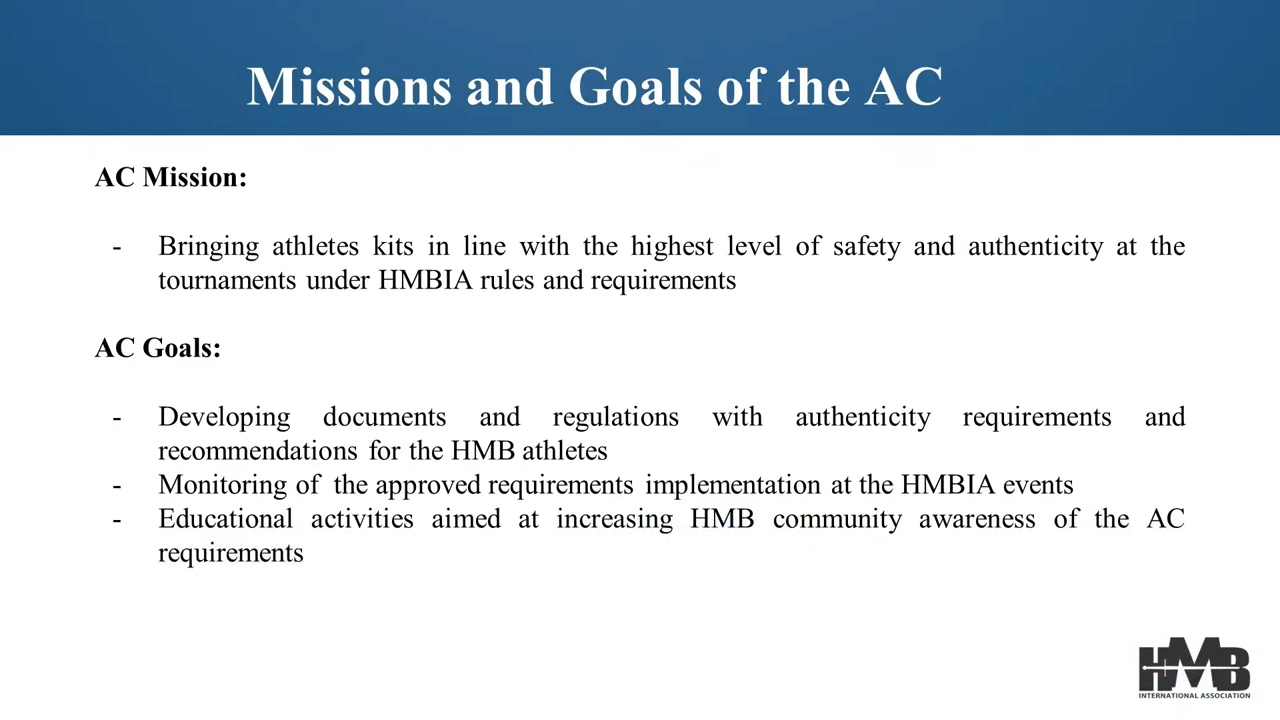 Missions and Goals of the AC
AC Mission:
- Bringing athletes kits in line with the highest level of safety and authenticity at the
tournaments under HMBIA rules and requirements
AC Goals:
- Developing documents and regulations with authenticity requirements and
recommendations for the HMB athletes
- Monitoring of the approved requirements implementation at the HMBIA events
- Educational activities aimed at increasing HMB community awareness of the AC
requirements
HMB
INTERNATIONAL ASSOCIATION